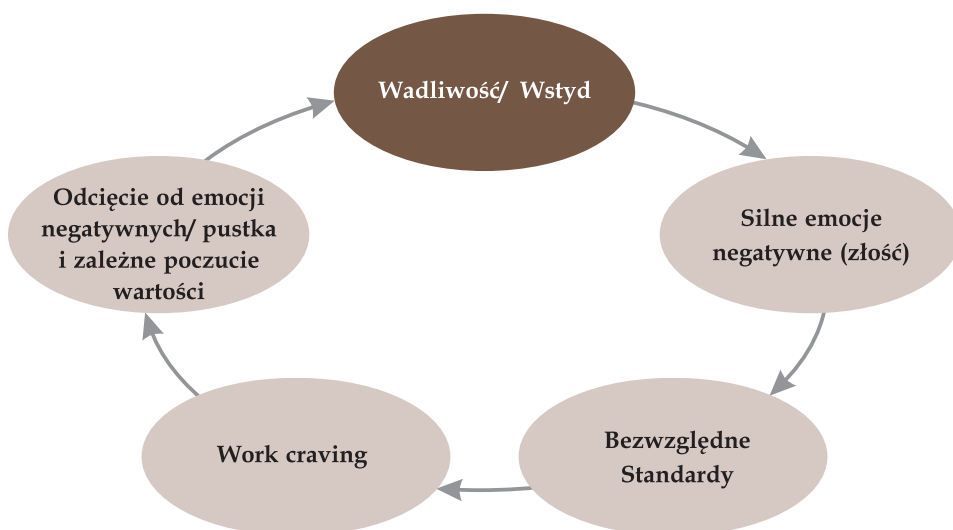 Wadliwość/ Wstyd
Silne emocje
negatywne (złość)
Bezwzględne
Standardy
Work craving
Odcięcie od emocji
negatywnych/ pustka
i zależne poczucie
wartości